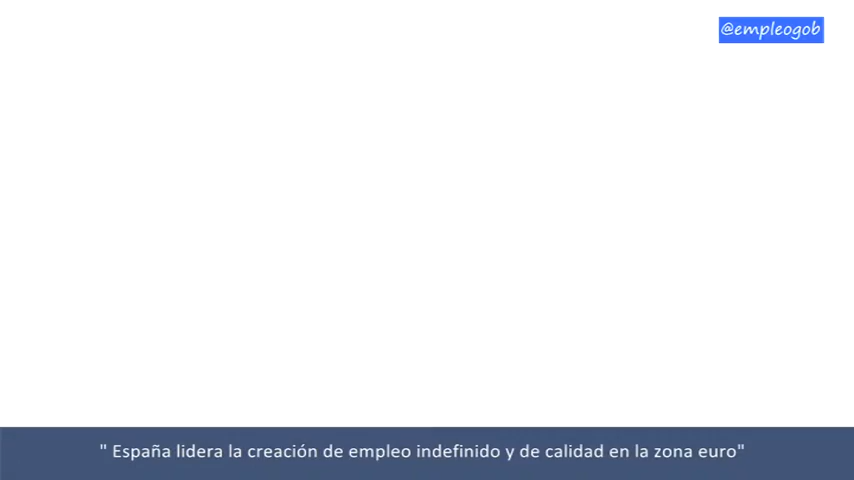 @empleogob
" España lidera la creación de empleo indefinido y de calidad en la zona euro"